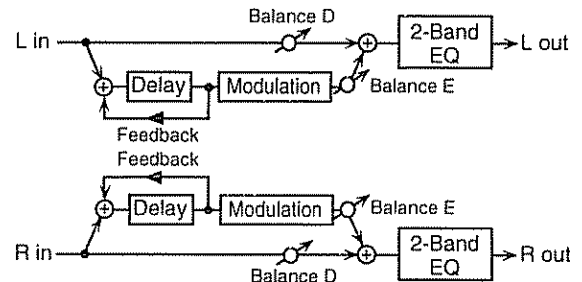 Balance D
L in
2-Band
EQ
L out
Delay
Modulation
Balance E
Feedback
Feedback
Delay
Modulation
Balance E
R in
Balance D
2-Band
EQ
R out